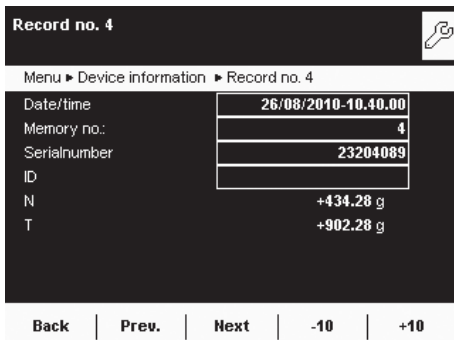 Record no. 4
Menu ▸ Device information ▸ Record no. 4
Date/time 26/08/2010-10.40.00
Memory no.: 4
Serialnumber 23204089
ID
N +434.28 g
T +902.28 g
Back Prev. Next -10 +10